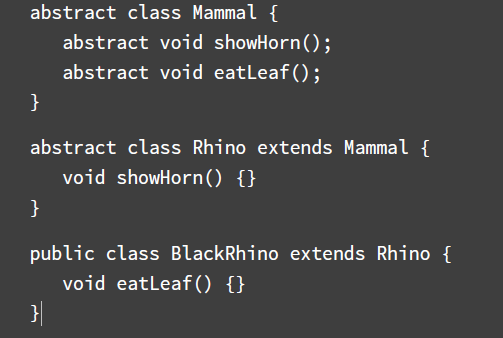 abstract class Mammal {
   abstract void showHorn();
   abstract void eatLeaf();
}
abstract class Rhino extends Mammal {
   void showHorn() {}
}
public class BlackRhino extends Rhino {
   void eatLeaf() {}
}